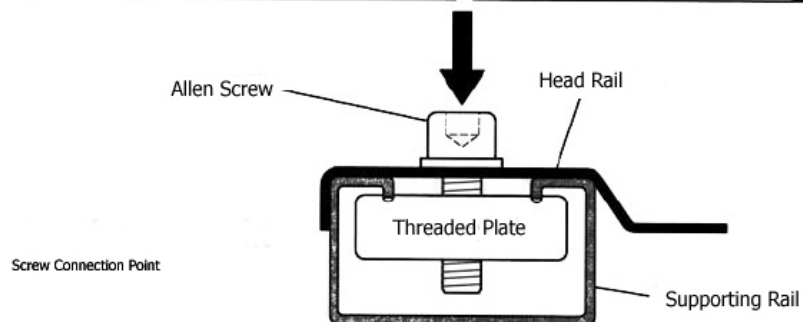 Head Rail
Allen Screw
Threaded Plate
Screw Connection Point
Supporting Rail